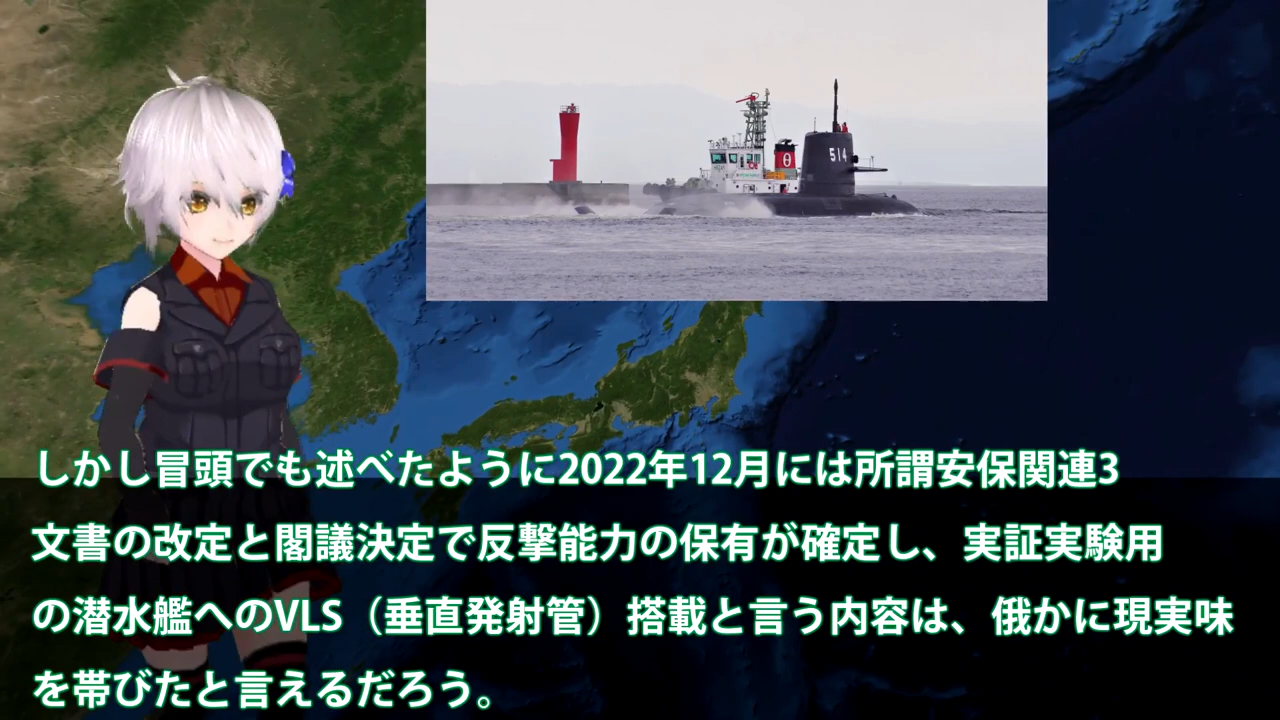 514
しかし冒頭でも述べたように2022年12月には所謂安保関連3
文書の改定と閣議決定で反撃能力の保有が確定し、実証実験用
の潜水艦へのVLS（垂直発射管）搭載と言う内容は、俄かに現実味
を帯びたと言えるだろう。